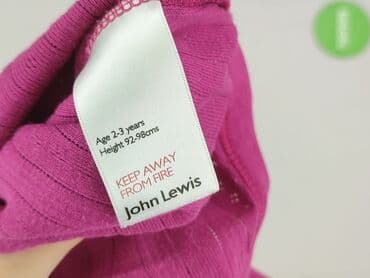 Age 2-3 years
Height 92-98cms
KEEP AWAY
FROM FIRE
John Lewis